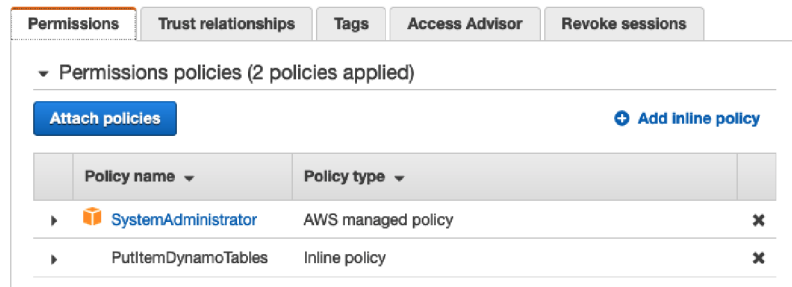 Permissions Trust relationships Tags Access Advisor Revoke sessions
Permissions policies (2 policies applied)
Attach policies Add inline policy
Policy name Policy type
SystemAdministrator AWS managed policy
PutItemDynamoTables Inline policy